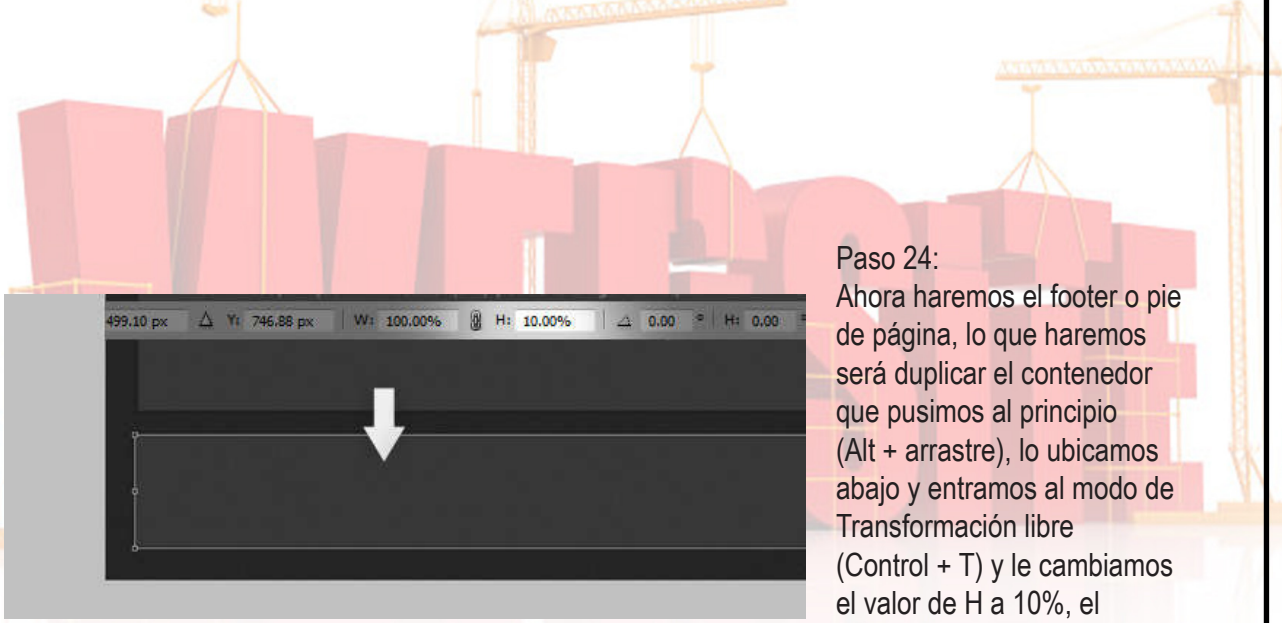 WEBSITE
SITE
499.10 px Y: 746.88 px W: 100.00% H: 10.00% 0.00 ° H: 0.00
Paso 24:
Ahora haremos el footer o pie
de página, lo que haremos
será duplicar el contenedor
que pusimos al principio
(Alt + arrastre), lo ubicamos
abajo y entramos al modo de
Transformación libre
(Control + T) y le cambiamos
el valor de H a 10%, el